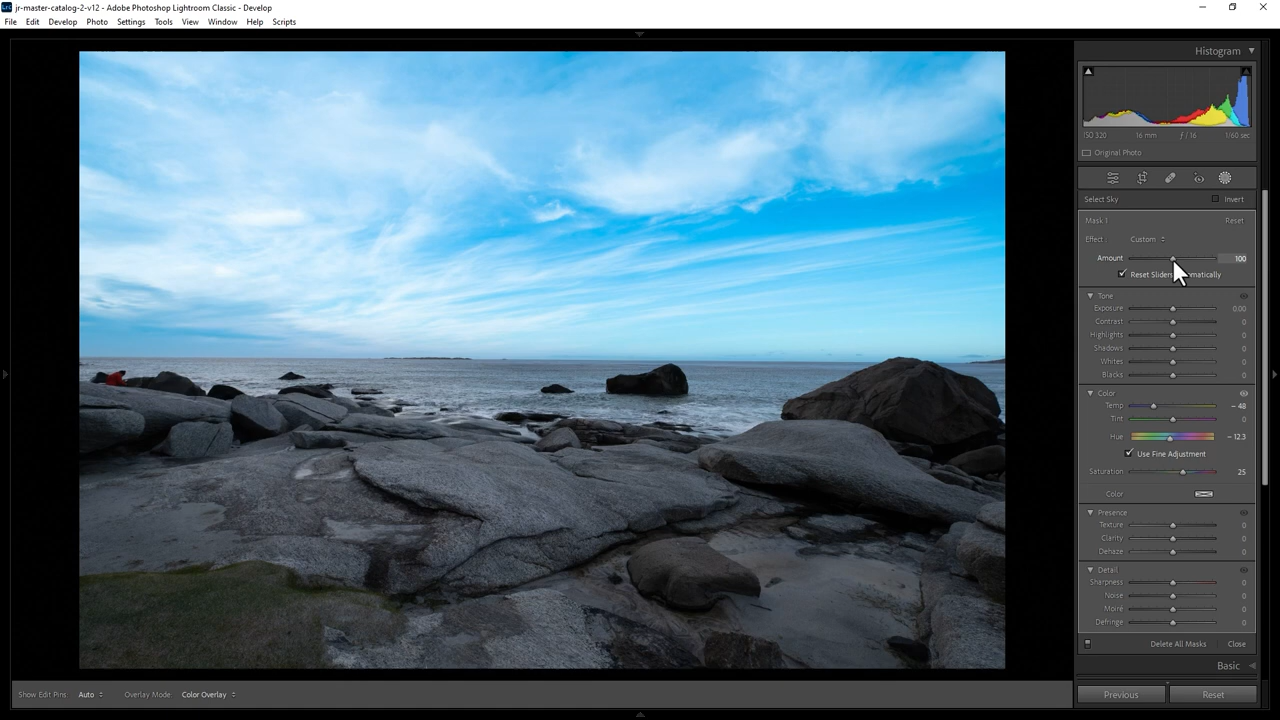 jr-master-catalog-2-v12 - Adobe Photoshop Lightroom Classic - Develop
File Edit Develop Photo Settings Tools View Window Help Scripts
Histogram
ISO 320 16 mm ƒ / 16 1/60 sec
Original Photo
Select Sky Invert
Mask 1 Reset
Effect Custom
Amount 100
Reset Sliders
Tone
Exposure 0.00
Contrast 0
Highlights 0
Shadows 0
Whites 0
Blacks 0
Color
Temp – 48
Tint 0
Hue – 12.3
Use Fine Adjustment
Saturation 25
Color
Presence
Texture 0
Clarity 0
Dehaze 0
Detail
Sharpness 0
Noise 0
Moiré 0
Defringe 0
Delete All Masks Close
Basic
Show Edit Pins: Auto Overlay Mode: Color Overlay
Previous Reset